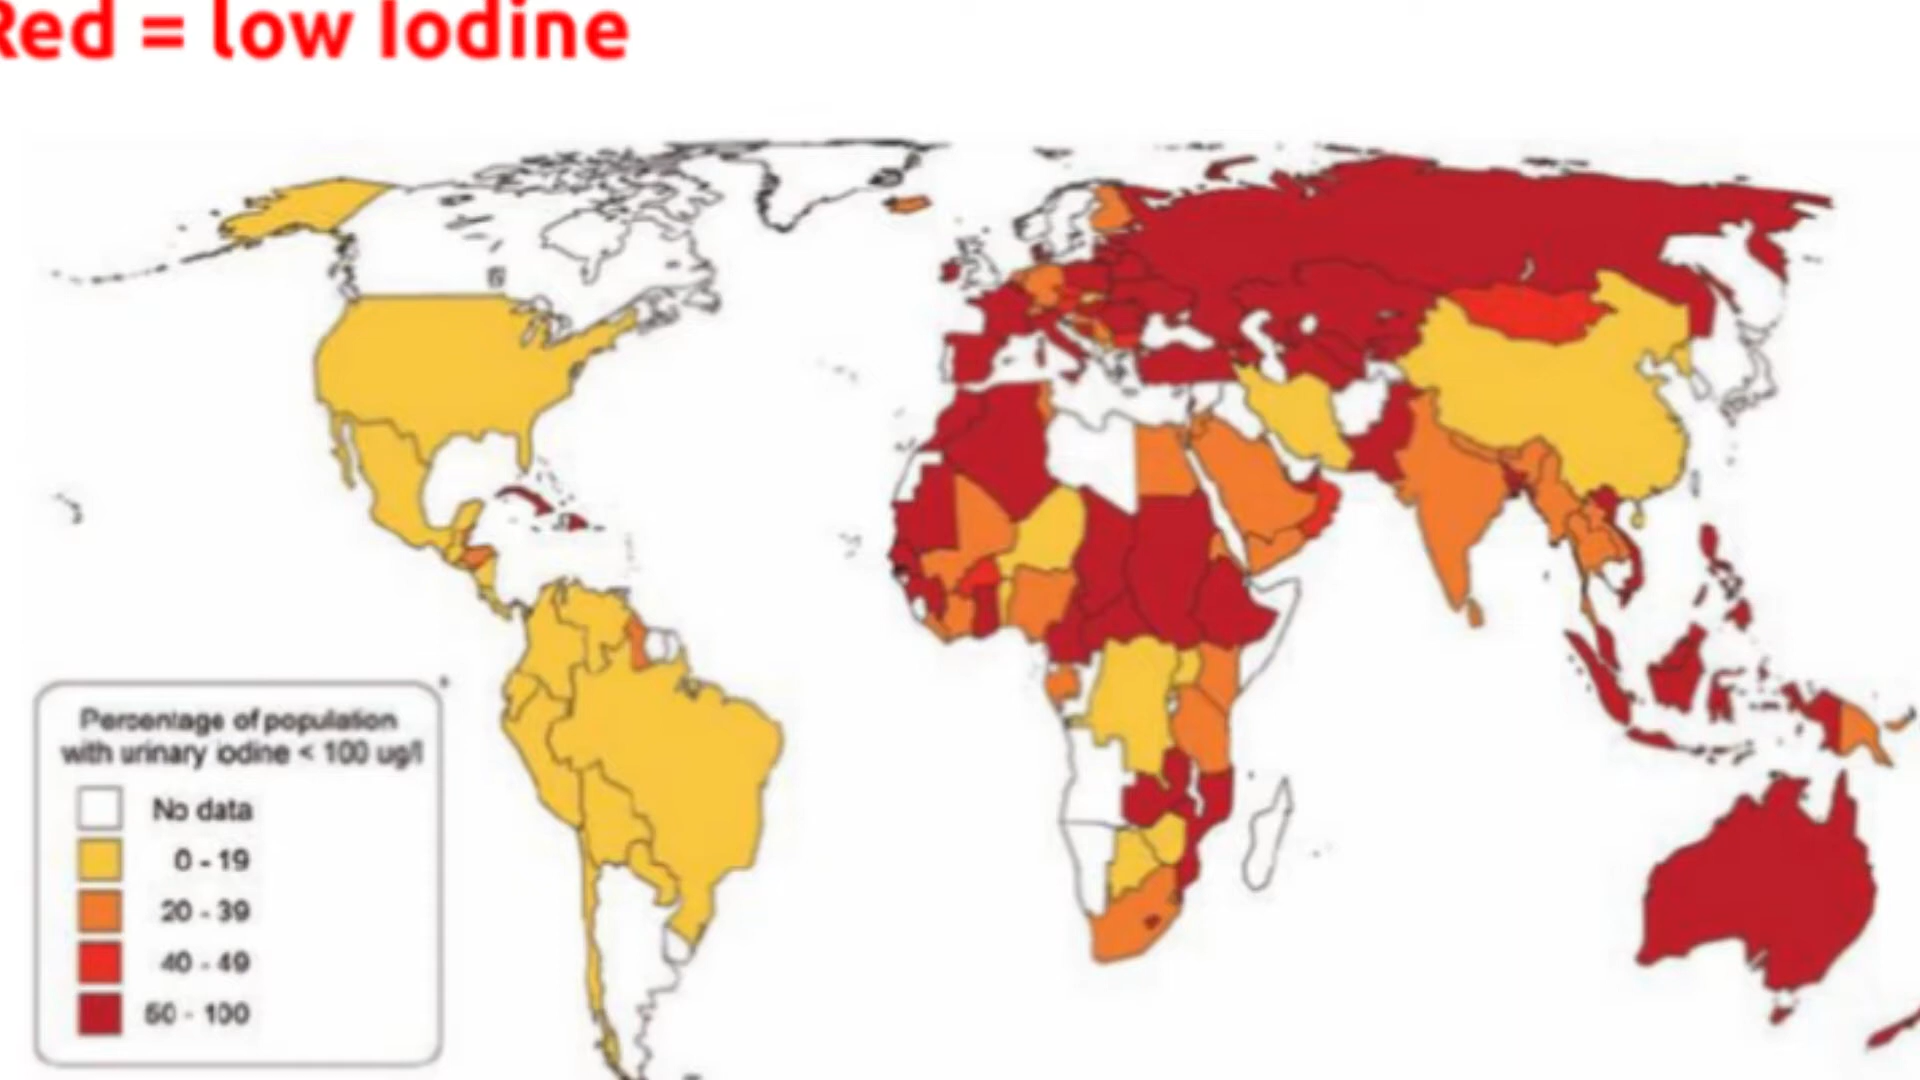 Red = low Iodine
Percentage of population
with urinary iodine < 100 ug/l
No data
0 - 19
20 - 39
40 - 49
50 - 100